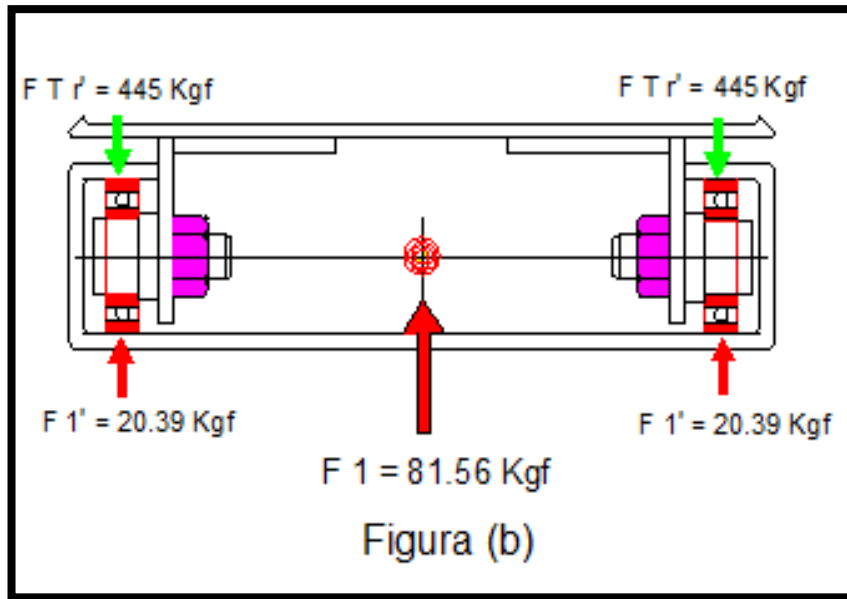 F T r' = 445 Kgf
F T r' = 445 Kgf
F 1' = 20.39 Kgf
F 1' = 20.39 Kgf
F 1 = 81.56 Kgf
Figura (b)